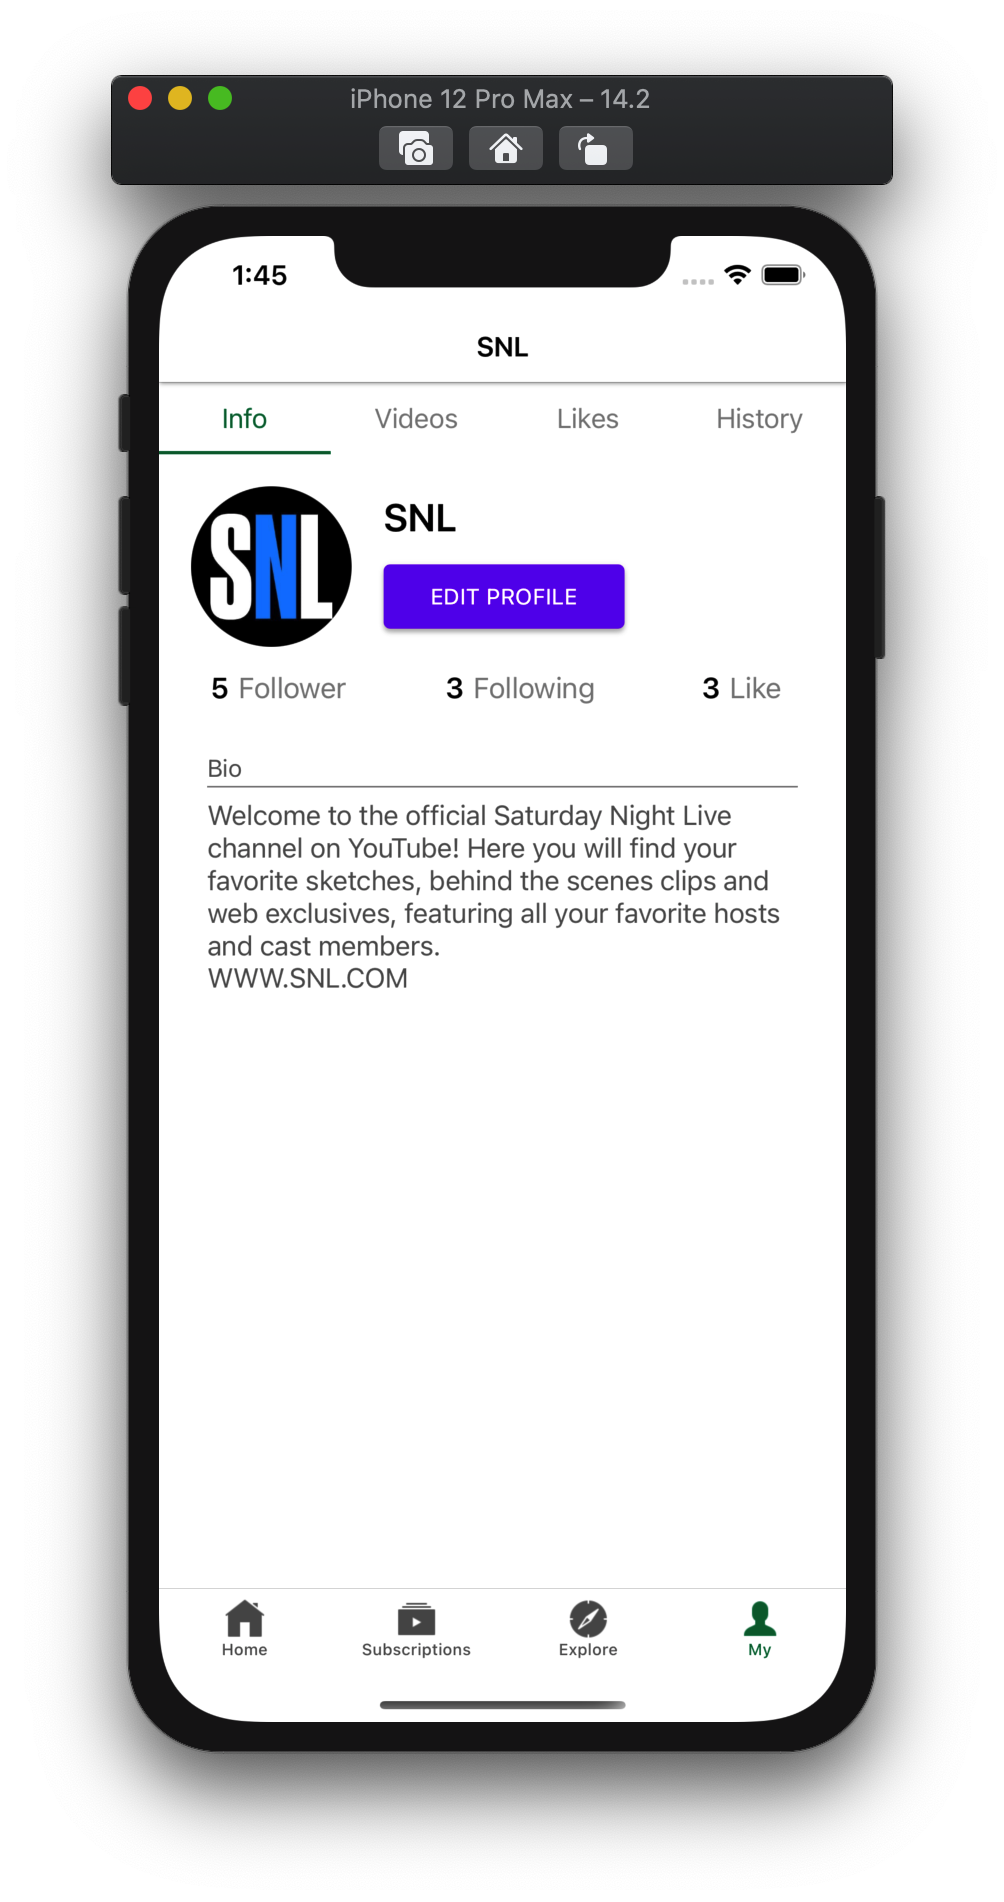 iPhone 12 Pro Max – 14.2
1:45
SNL
Info Videos Likes History
SNL
SNL
EDIT PROFILE
5 Follower 3 Following 3 Like
Bio
Welcome to the official Saturday Night Live
channel on YouTube! Here you will find your
favorite sketches, behind the scenes clips and
web exclusives, featuring all your favorite hosts
and cast members.
WWW.SNL.COM
Home Subscriptions Explore My